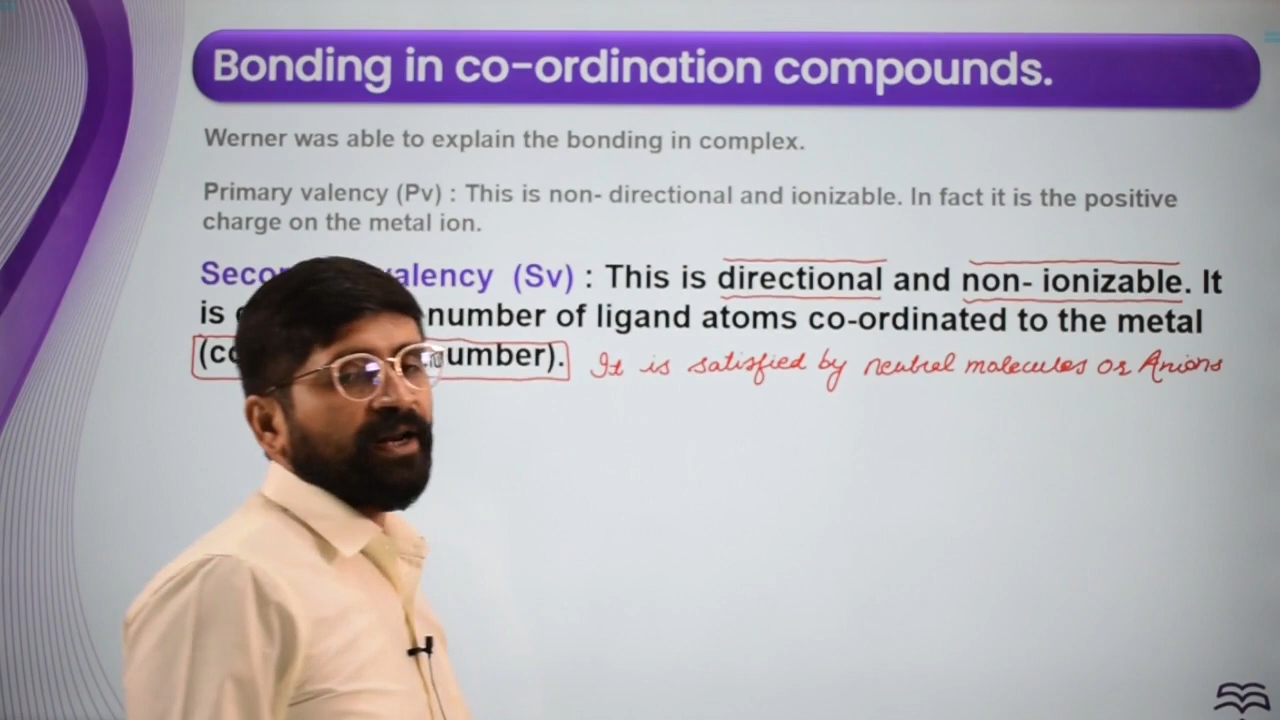 Bonding in co-ordination compounds.
Werner was able to explain the bonding in complex.
Primary valency (Pv) : This is non- directional and ionizable. In fact it is the positive
charge on the metal ion.
valency (Sv) : This is directional and non- ionizable. It
is number of ligand atoms co-ordinated to the metal
number). It is satisfied by neutral molecules or Anions